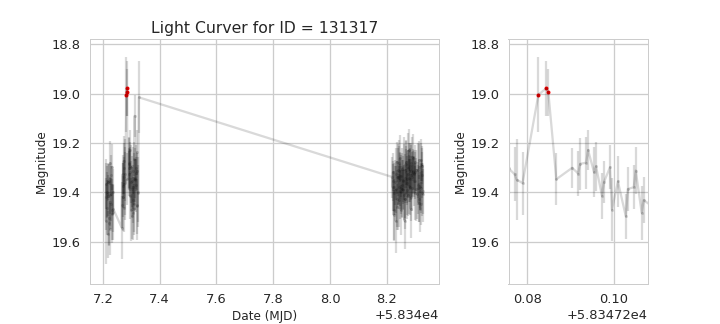 Light Curver for ID = 131317
18.8
19.0
19.2
19.4
19.6
Magnitude
7.2 7.4 7.6 7.8 8.0 8.2
Date (MJD)
+5.834e4
18.8
19.0
19.2
19.4
19.6
Magnitude
0.08 0.10
+5.83472e4